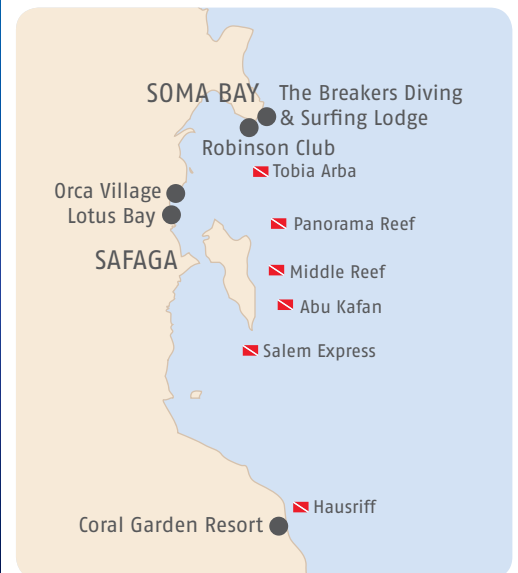 SOMA BAY
The Breakers Diving
& Surfing Lodge
Robinson Club
Tobia Arba
Orca Village
Lotus Bay
Panorama Reef
SAFAGA
Middle Reef
Abu Kafan
Salem Express
Hausriff
Coral Garden Resort